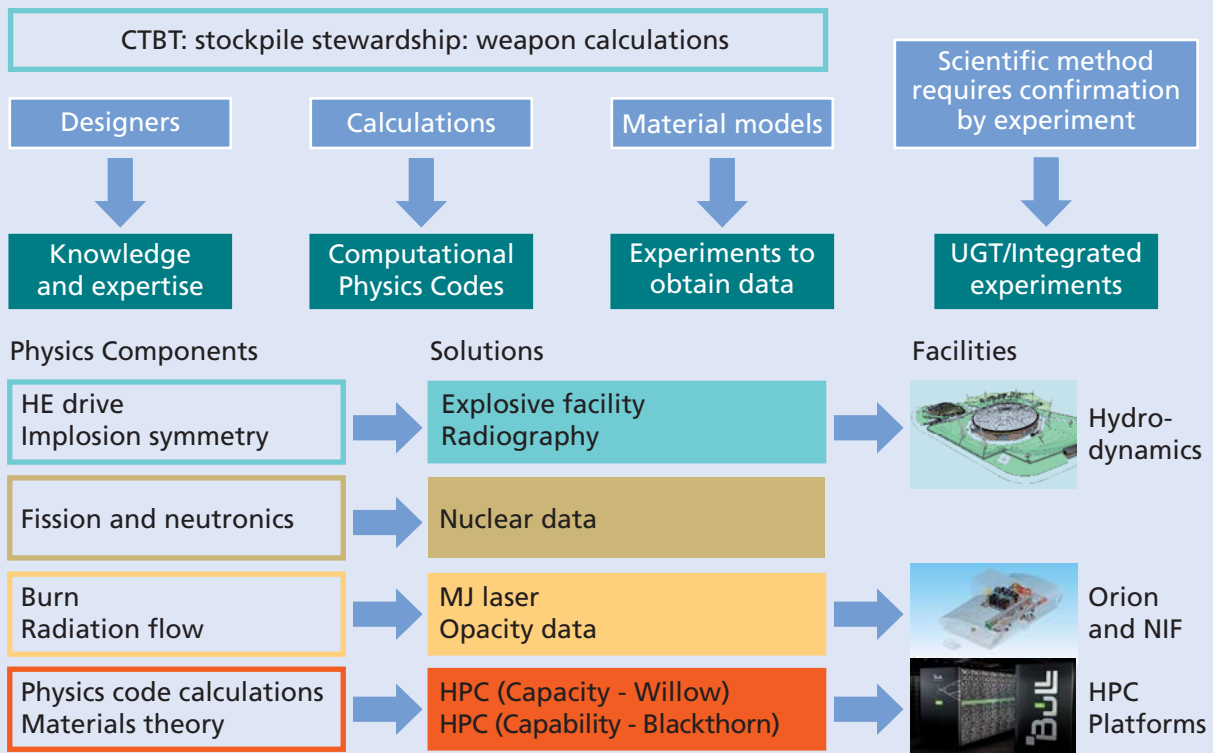 CTBT: stockpile stewardship: weapon calculations
Scientific method
requires confirmation
by experiment
Designers
Calculations
Material models
Knowledge
and expertise
Computational
Physics Codes
Experiments to
obtain data
UGT/Integrated
experiments
Physics Components
Solutions
Facilities
HE drive
Implosion symmetry
Explosive facility
Radiography
Hydro-
dynamics
Fission and neutronics
Nuclear data
Burn
Radiation flow
MJ laser
Opacity data
Orion
and NIF
Physics code calculations
Materials theory
HPC (Capacity - Willow)
HPC (Capability - Blackthorn)
Bull
HPC
Platforms